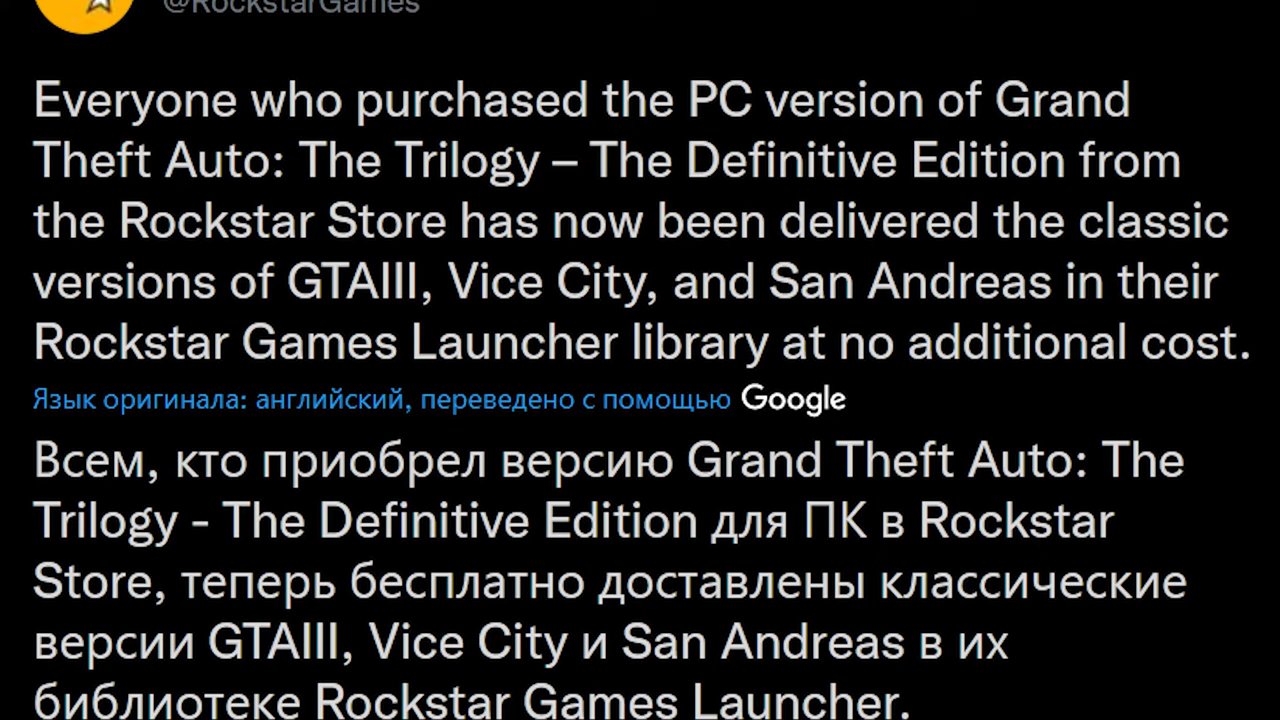 @RockstarGames
Everyone who purchased the PC version of Grand
Theft Auto: The Trilogy – The Definitive Edition from
the Rockstar Store has now been delivered the classic
versions of GTAIII, Vice City, and San Andreas in their
Rockstar Games Launcher library at no additional cost.
Язык оригинала: английский, переведено с помощью Google
Всем, кто приобрел версию Grand Theft Auto: The
Trilogy - The Definitive Edition для ПК в Rockstar
Store, теперь бесплатно доставлены классические
версии GTAIII, Vice City и San Andreas в их
библиотеке Rockstar Games Launcher.